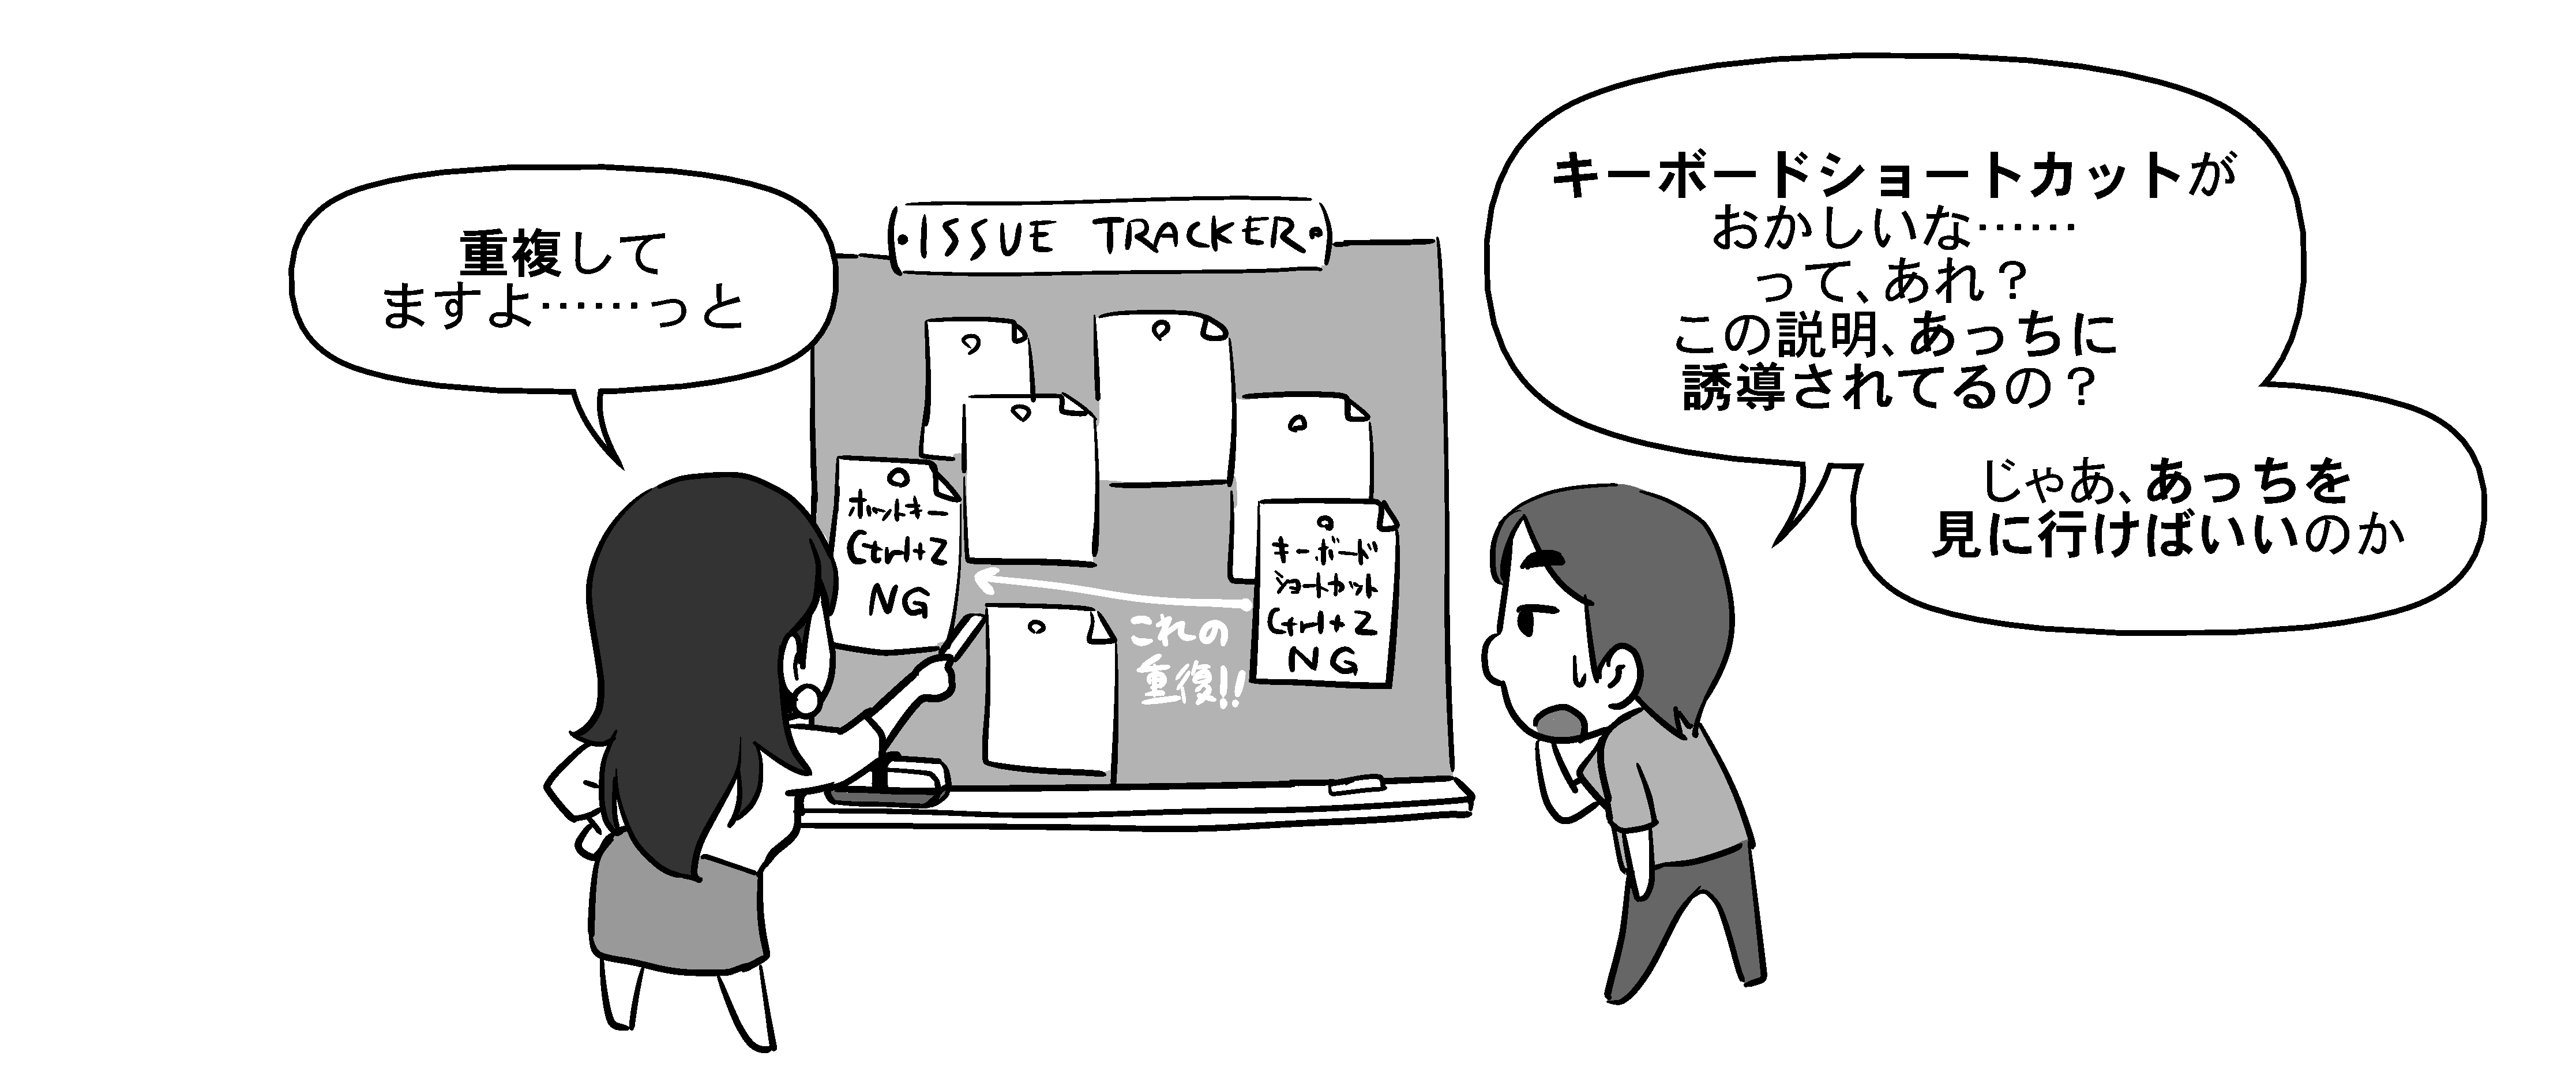 重複して
ますよ……っと
ISSUE TRACKER
ホットキー
Ctrl+Z
NG
これの
重復!!
キーボード
ショートカット
Ctrl+Z
NG
キーボードショートカットが
おかしいな……
って、あれ？
この説明、あっちに
誘導されてるの？
じゃあ、あっちを
見に行けばいいのか